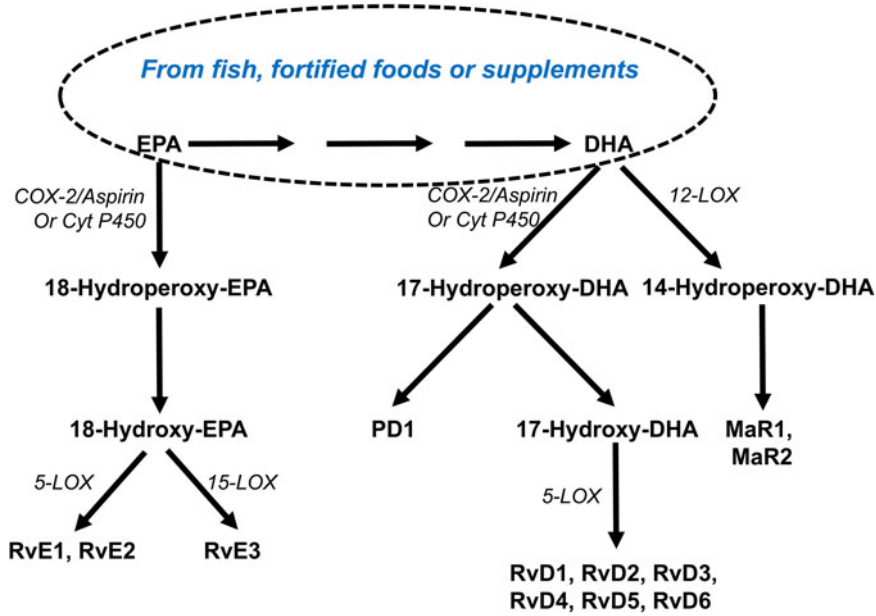 From fish, fortified foods or supplements
EPA
DHA
COX-2/Aspirin
Or Cyt P450
COX-2/Aspirin
Or Cyt P450
12-LOX
18-Hydroperoxy-EPA
17-Hydroperoxy-DHA
14-Hydroperoxy-DHA
18-Hydroxy-EPA
PD1
17-Hydroxy-DHA
MaR1,
MaR2
5-LOX
15-LOX
5-LOX
RvE1, RvE2
RvE3
RvD1, RvD2, RvD3,
RvD4, RvD5, RvD6